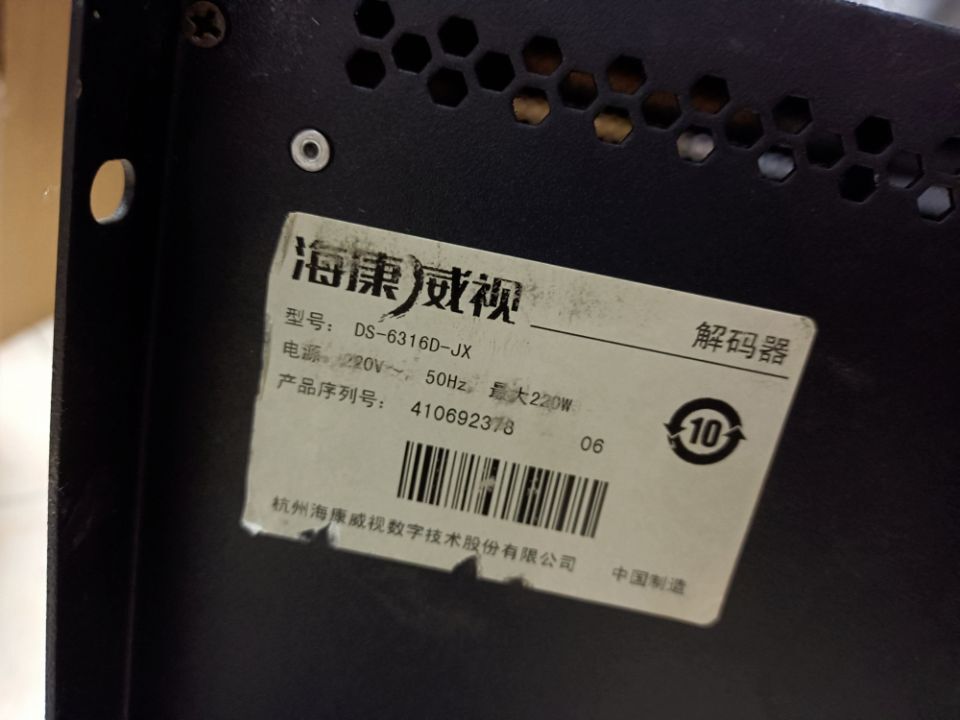 海康威视
解码器
型号: DS-6316D-JX
电源: 220V～ 50Hz 最大220W
产品序列号: 410692378 06
10
杭州海康威视数字技术股份有限公司 中国制造